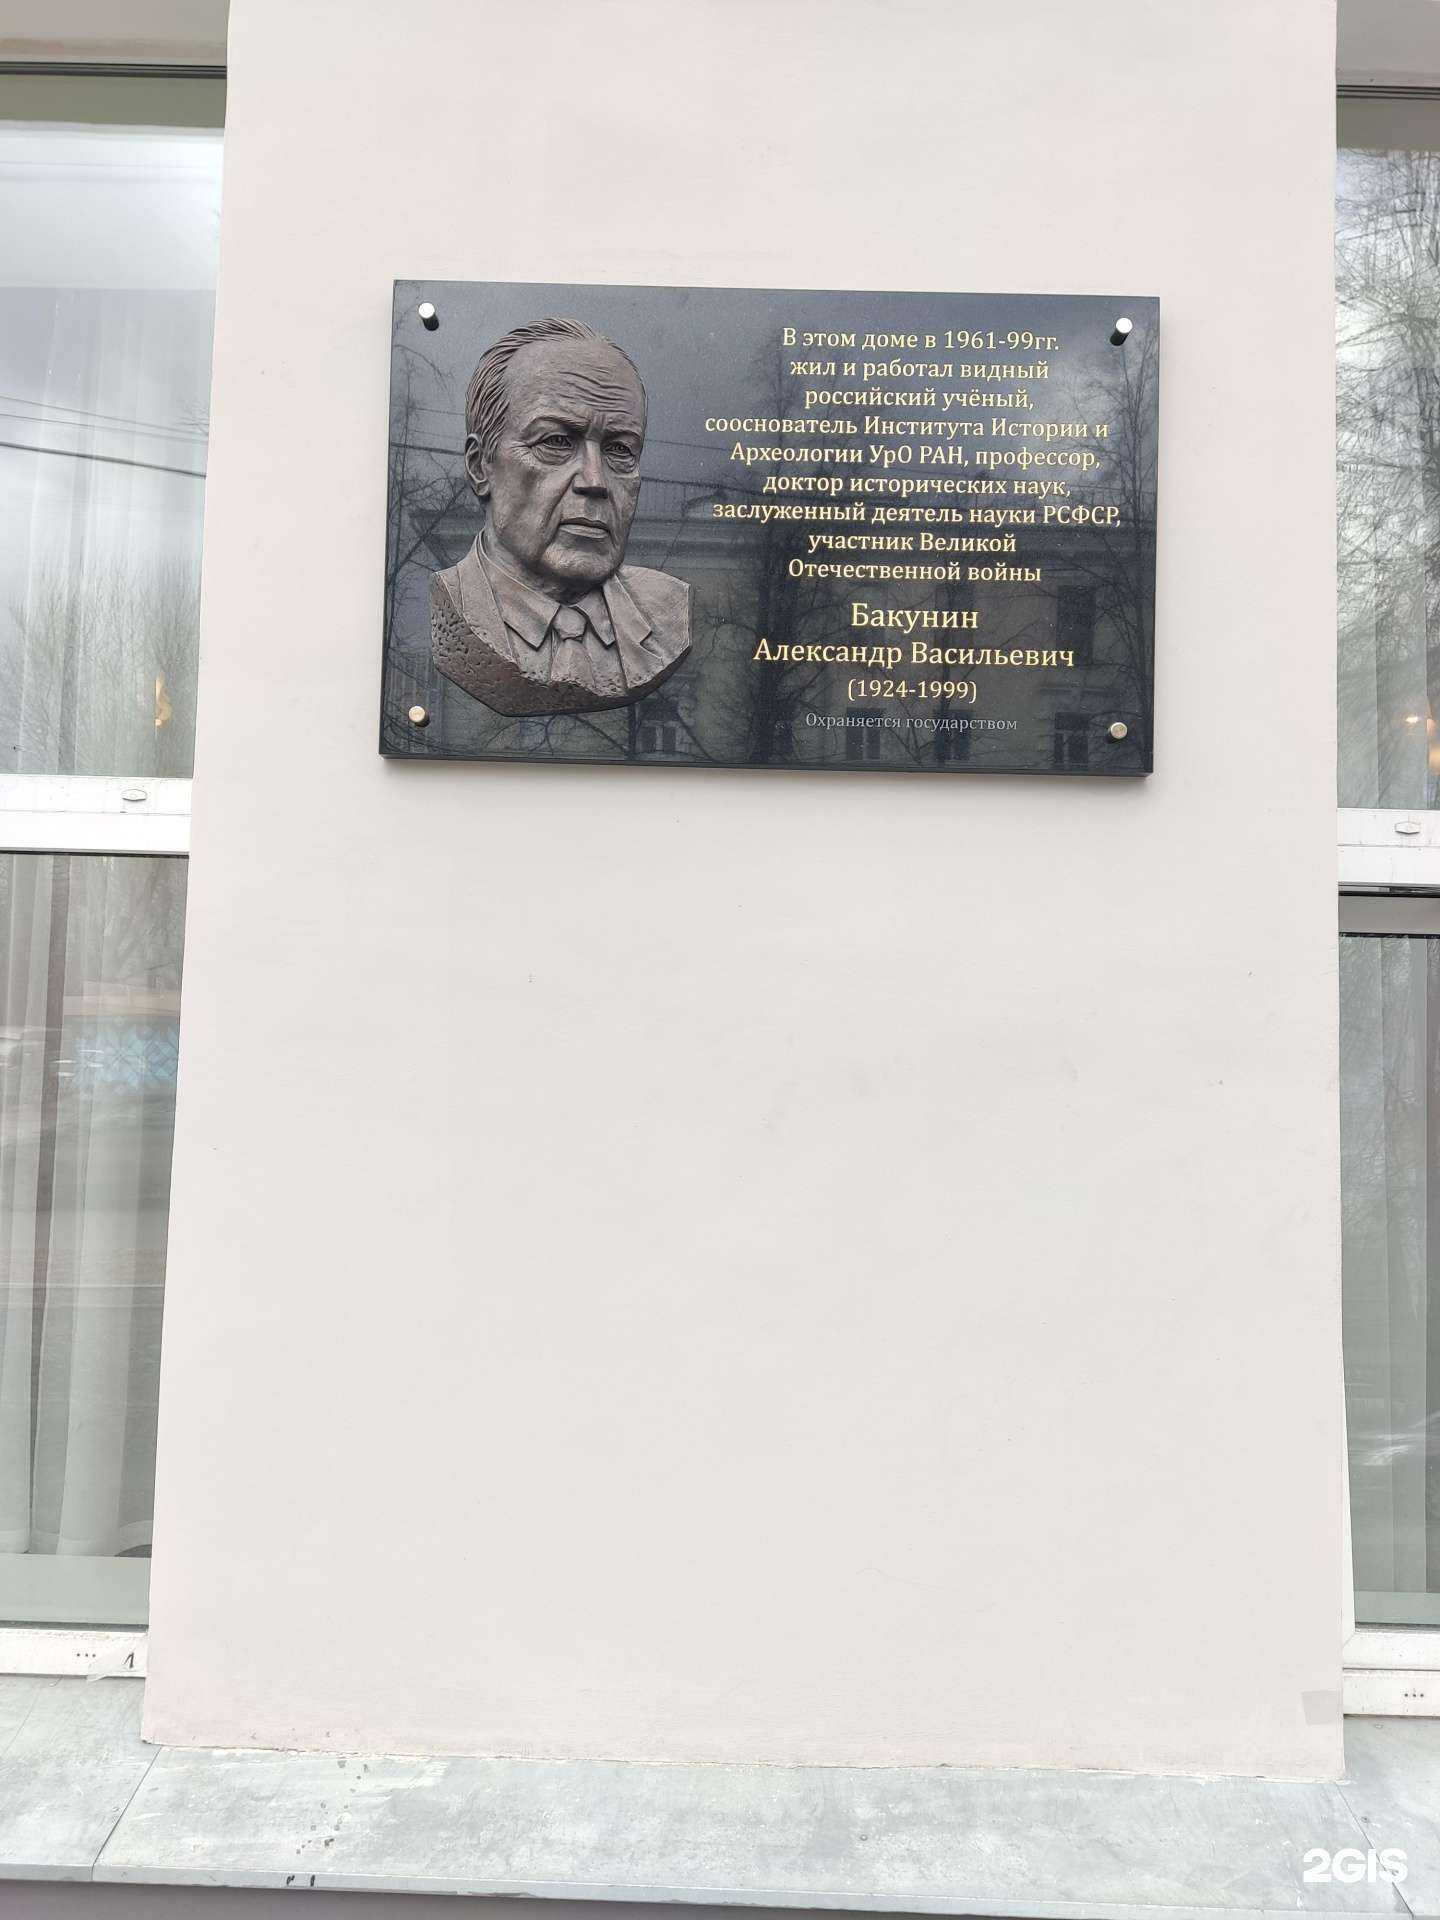 В этом доме в 1961-99гг.
жил и работал видный
российский учёный,
сооснователь Института Истории и
Археологии УрО РАН, профессор,
доктор исторических наук,
заслуженный деятель науки РСФСР,
участник Великой
Отечественной войны
Бакунин
Александр Васильевич
(1924-1999)
Охраняется государством
2GIS